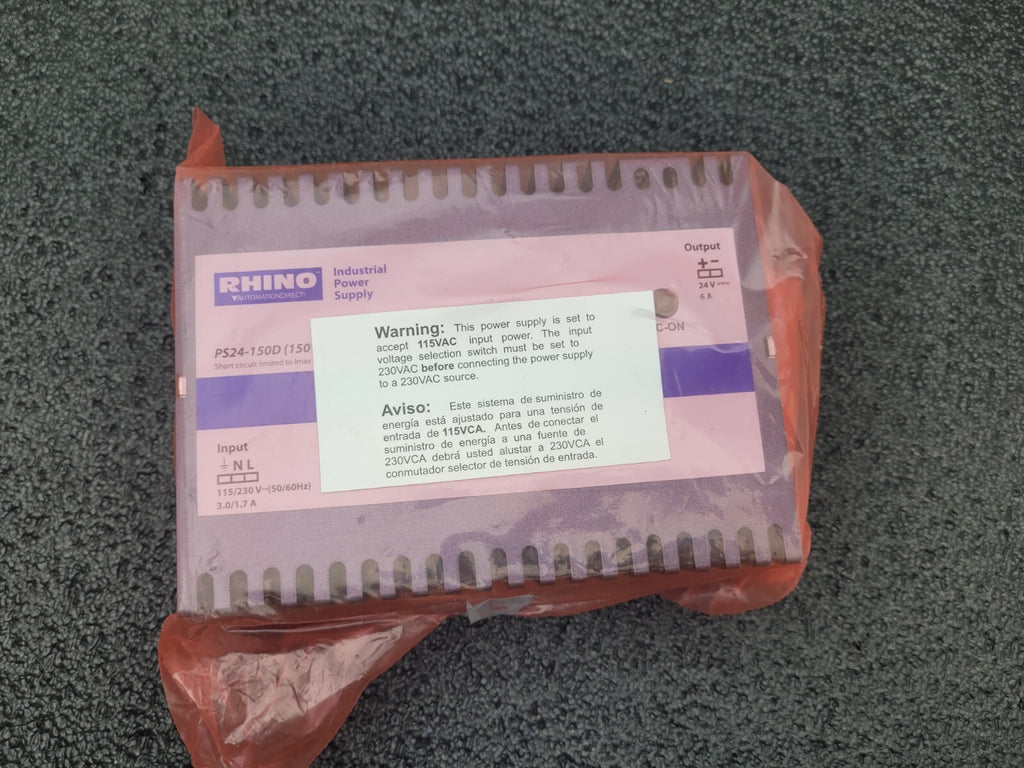 RHINO™
AUTOMATIONDIRECT
Industrial
Power
Supply
Output
+ −
24 V
6 A
C-ON
PS24-150D (150
Short circuit limited to Imax
Warning: This power supply is set to
accept 115VAC input power. The input
voltage selection switch must be set to
230VAC before connecting the power supply
to a 230VAC source.
Aviso: Este sistema de suministro de
energía está ajustado para una tensión de
entrada de 115VCA. Antes de conectar el
suministro de energía a una fuente de
230VCA debrá usted alustar a 230VCA el
conmutador selector de tensión de entrada.
Input
⏚ N L
115/230 V~(50/60Hz)
3.0/1.7 A